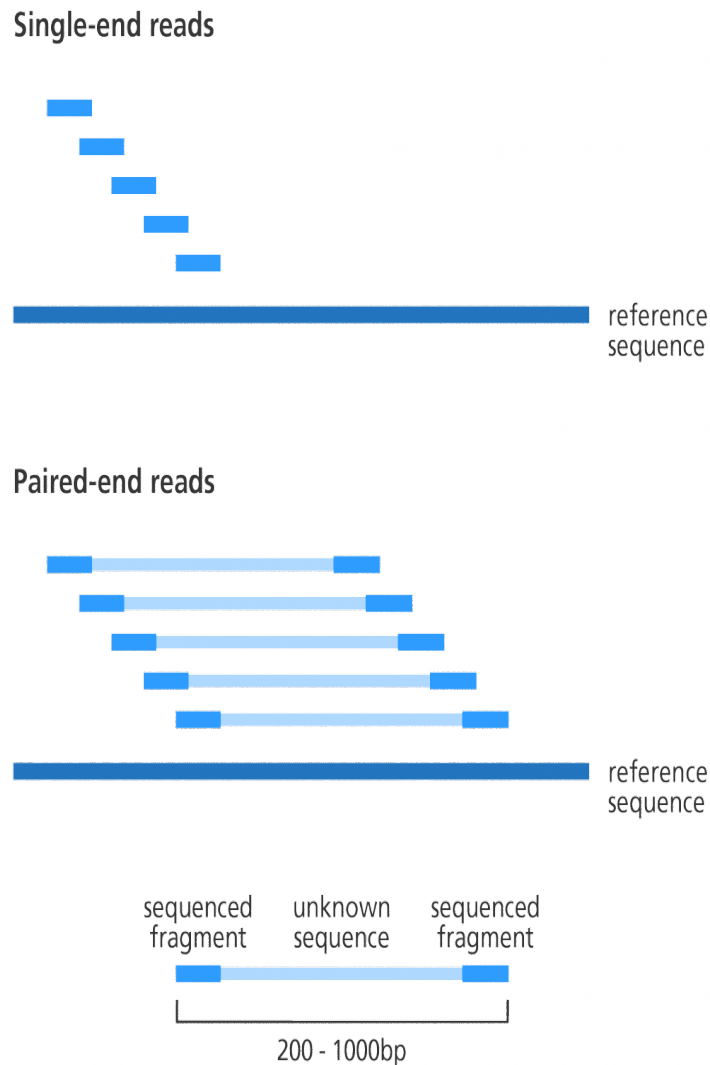 Single-end reads
reference
sequence
Paired-end reads
reference
sequence
sequenced unknown sequenced
fragment sequence fragment
200 - 1000bp